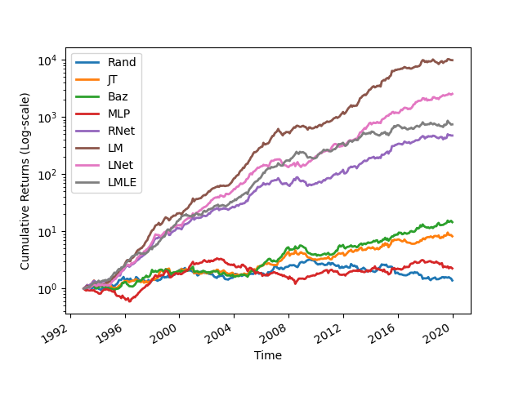 Rand
JT
Baz
MLP
RNet
LM
LNet
LMLE
Cumulative Returns (Log-scale)
10⁴
10³
10²
10¹
10⁰
1992 1996 2000 2004 2008 2012 2016 2020
Time